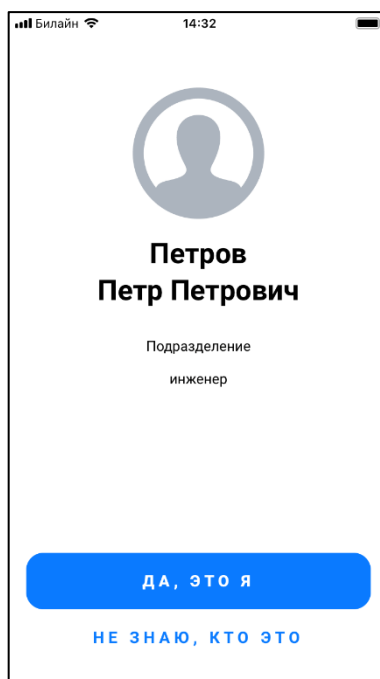 Билайн 14:32
Петров
Петр Петрович
Подразделение
инженер
ДА, ЭТО Я
НЕ ЗНАЮ, КТО ЭТО